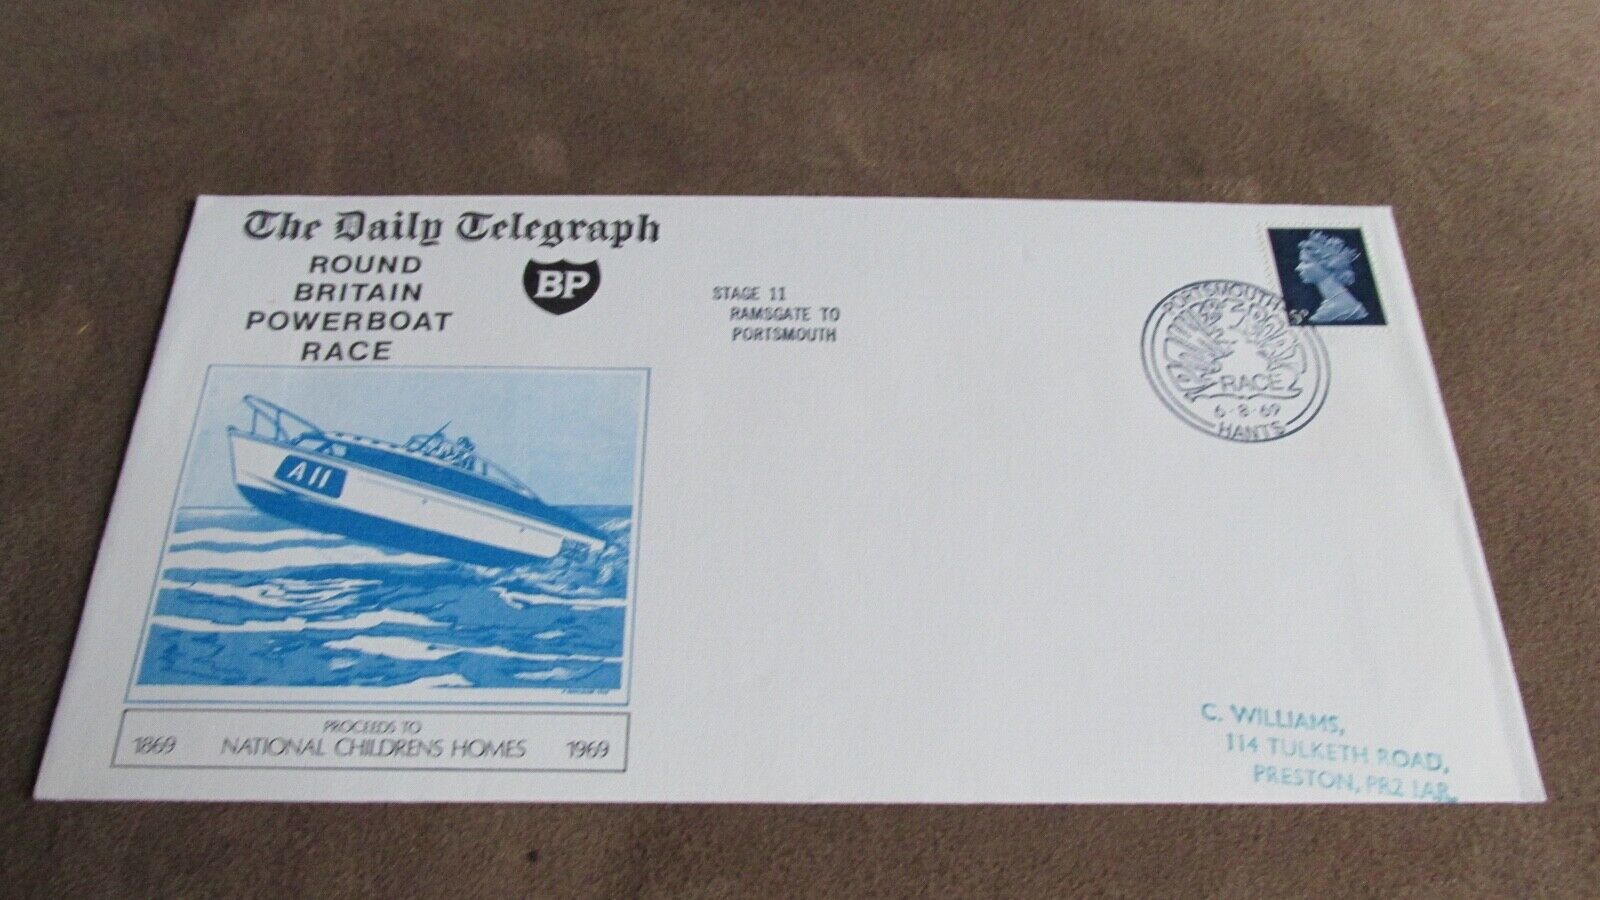 The Daily Telegraph
ROUND
BRITAIN
POWERBOAT
RACE
BP
STAGE 11
RAMSGATE TO
PORTSMOUTH
PORTSMOUTH
RACE
6-8-69
HANTS
5D
A11
PROCEEDS TO
1869 NATIONAL CHILDRENS HOMES 1969
C. WILLIAMS,
114 TULKETH ROAD,
PRESTON, PR2 1AR.